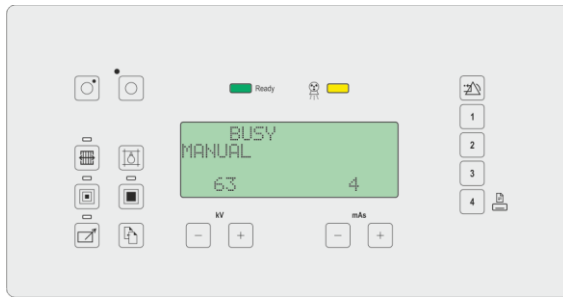 Ready
BUSY
MANUAL
63 4
kV mAs
- + - +
1
2
3
4